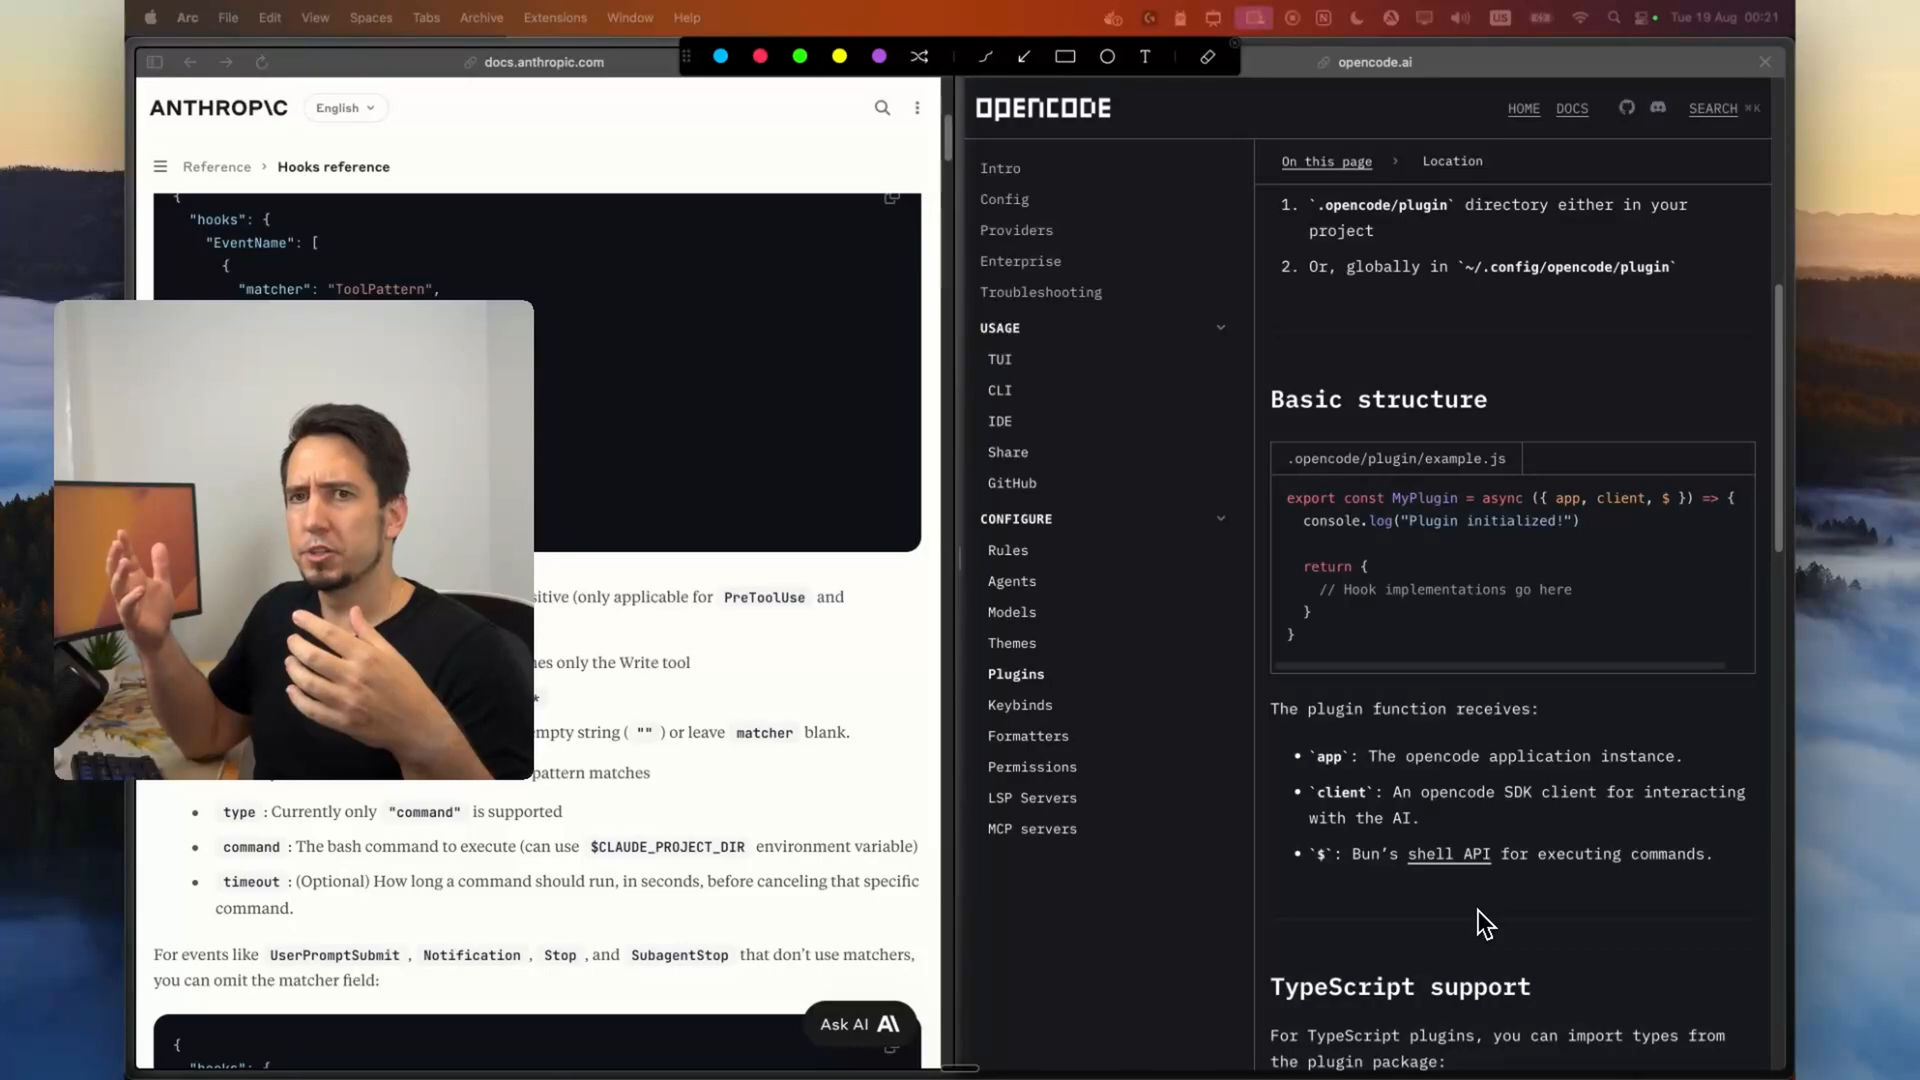 Arc File Edit View Spaces Tabs Archive Extensions Window Help
US
Tue 19 Aug 00:21
docs.anthropic.com
T
opencode.ai
ANTHROP\C
English
Reference > Hooks reference
{
"hooks": {
"EventName": [
{
"matcher": "ToolPattern",
sitive (only applicable for PreToolUse and
es only the Write tool
*
mpty string ( "" ) or leave matcher blank.
pattern matches
• type : Currently only "command" is supported
• command : The bash command to execute (can use $CLAUDE_PROJECT_DIR environment variable)
• timeout : (Optional) How long a command should run, in seconds, before canceling that specific
command.
For events like UserPromptSubmit , Notification , Stop , and SubagentStop that don't use matchers,
you can omit the matcher field:
Ask AI
{
"hooks": {
opencode
HOME DOCS SEARCH ⌘K
Intro
Config
Providers
Enterprise
Troubleshooting
USAGE
TUI
CLI
IDE
Share
GitHub
CONFIGURE
Rules
Agents
Models
Themes
Plugins
Keybinds
Formatters
Permissions
LSP Servers
MCP servers
On this page > Location
1. `.opencode/plugin` directory either in your
project
2. Or, globally in `~/.config/opencode/plugin`
Basic structure
.opencode/plugin/example.js
export const MyPlugin = async ({ app, client, $ }) => {
console.log("Plugin initialized!")
return {
// Hook implementations go here
}
}
The plugin function receives:
• `app`: The opencode application instance.
• `client`: An opencode SDK client for interacting
with the AI.
• `$`: Bun's shell API for executing commands.
TypeScript support
For TypeScript plugins, you can import types from
the plugin package: